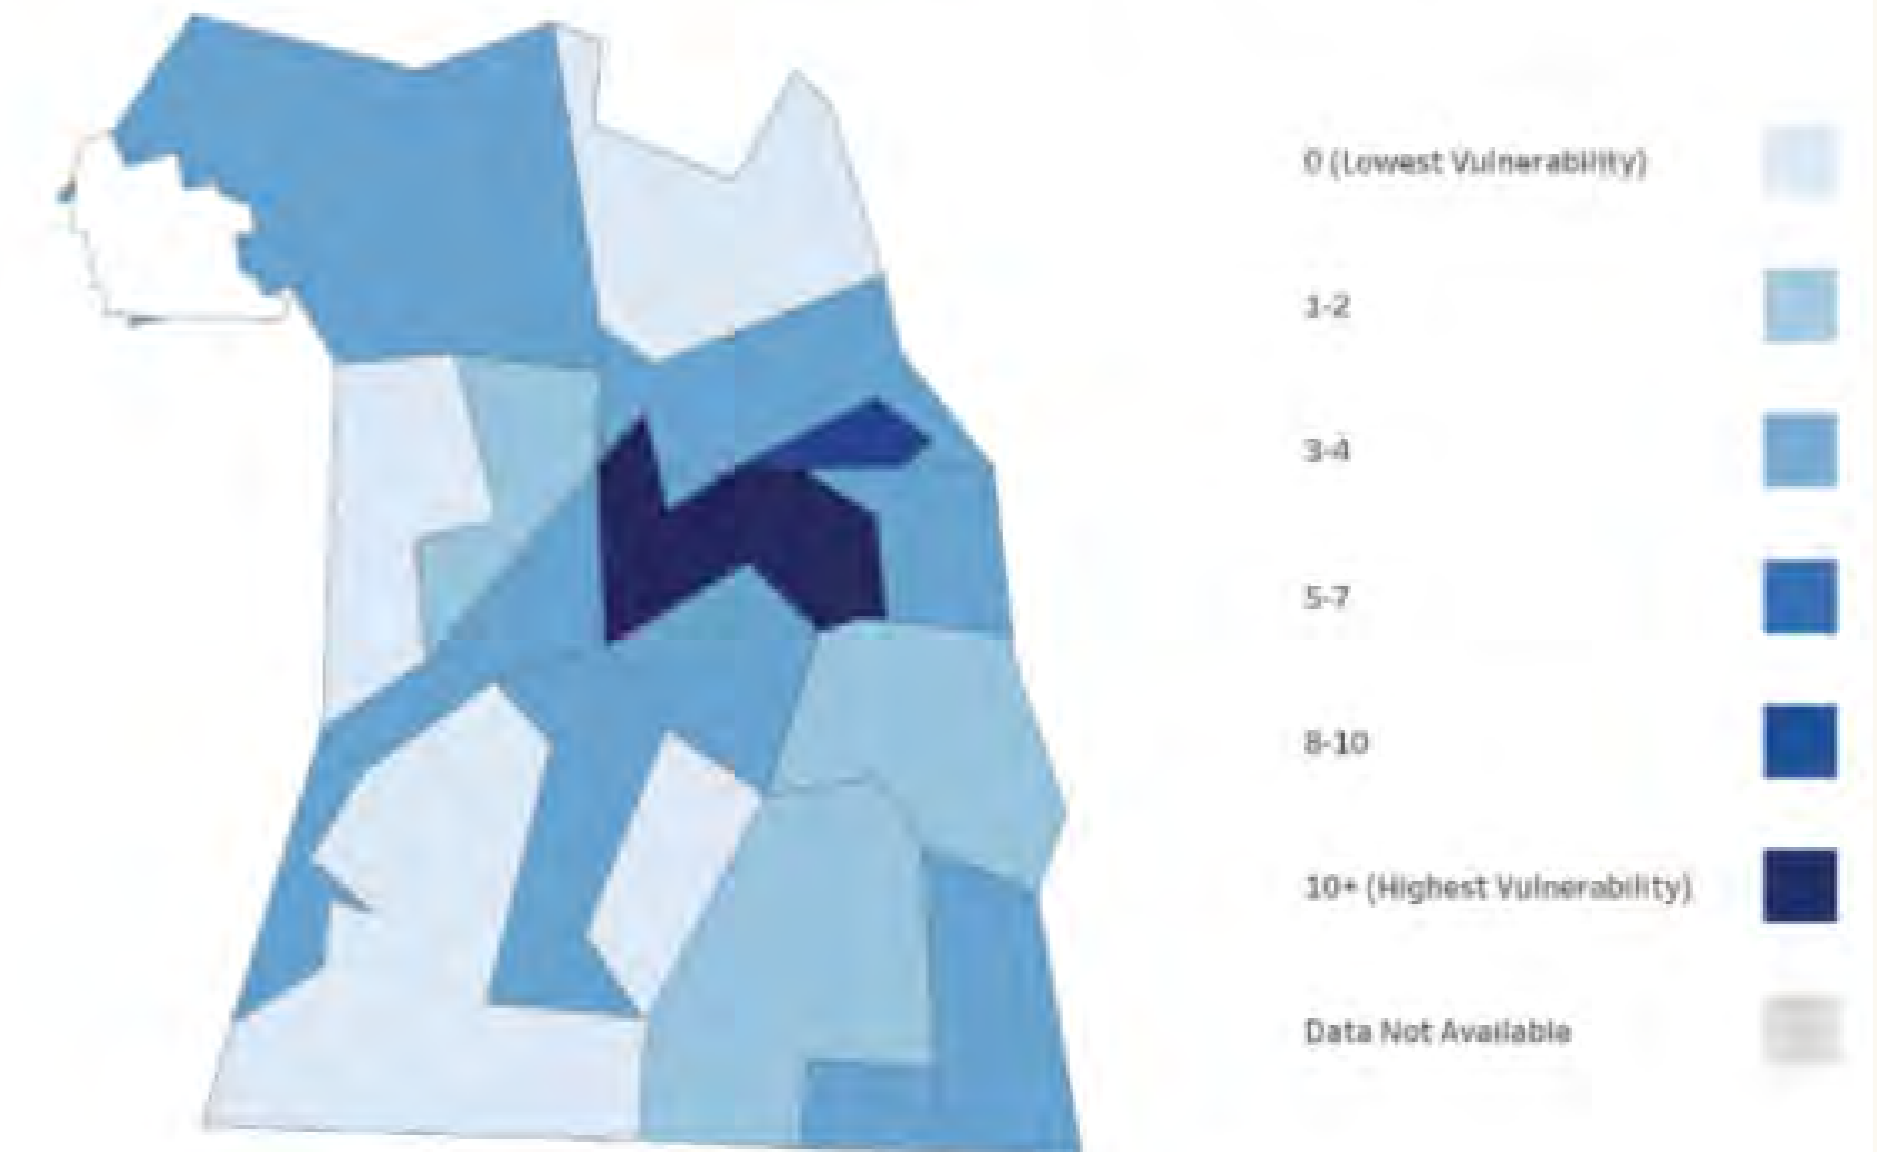 0 (Lowest Vulnerability)
1-2
3-4
5-7
8-10
10+ (Highest Vulnerability)
Data Not Available